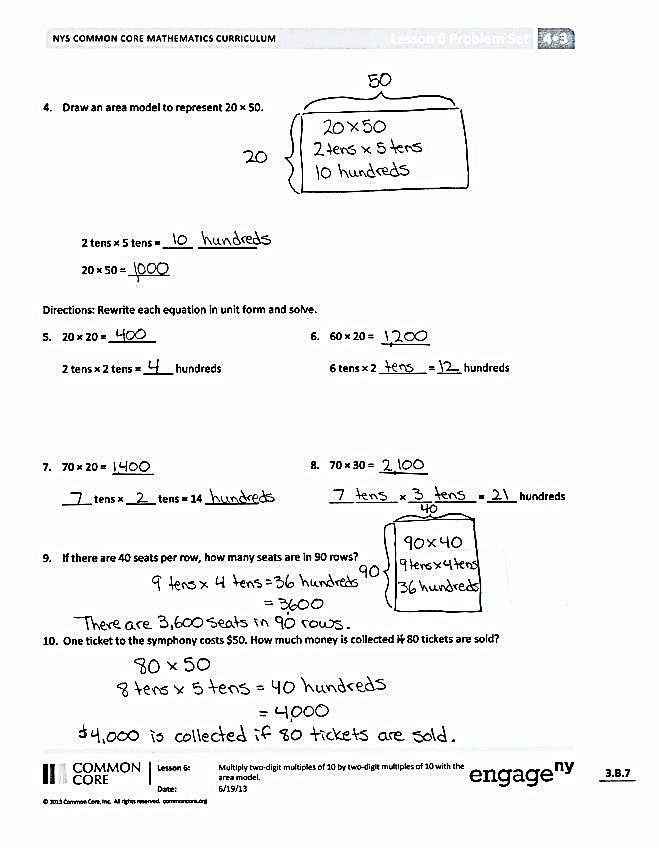 NYS COMMON CORE MATHEMATICS CURRICULUM Lesson 6 Problem Set 4•3
50
4. Draw an area model to represent 20 × 50.
20
20 × 50
2 tens × 5 tens
10 hundreds
2 tens × 5 tens = 10 hundreds
20 × 50 = 1,000
Directions: Rewrite each equation in unit form and solve.
5. 20 × 20 = 400
2 tens × 2 tens = 4 hundreds
6. 60 × 20 = 1,200
6 tens × 2 tens = 12 hundreds
7. 70 × 20 = 1400
7 tens × 2 tens = 14 hundreds
8. 70 × 30 = 2,100
7 tens × 3 tens = 21 hundreds
9. If there are 40 seats per row, how many seats are in 90 rows?
9 tens × 4 tens = 36 hundreds
= 3600
There are 3,600 seats in 90 rows.
40
90
90 × 40
9 tens × 4 tens
36 hundreds
10. One ticket to the symphony costs $50. How much money is collected if 80 tickets are sold?
80 × 50
8 tens × 5 tens = 40 hundreds
= 4,000
$4,000 is collected if 80 tickets are sold.
COMMON CORE
Lesson 6: Multiply two-digit multiples of 10 by two-digit multiples of 10 with the
area model.
Date: 6/19/13
engage ny
3.B.7
© 2013 Common Core, Inc. All rights reserved. commoncore.org